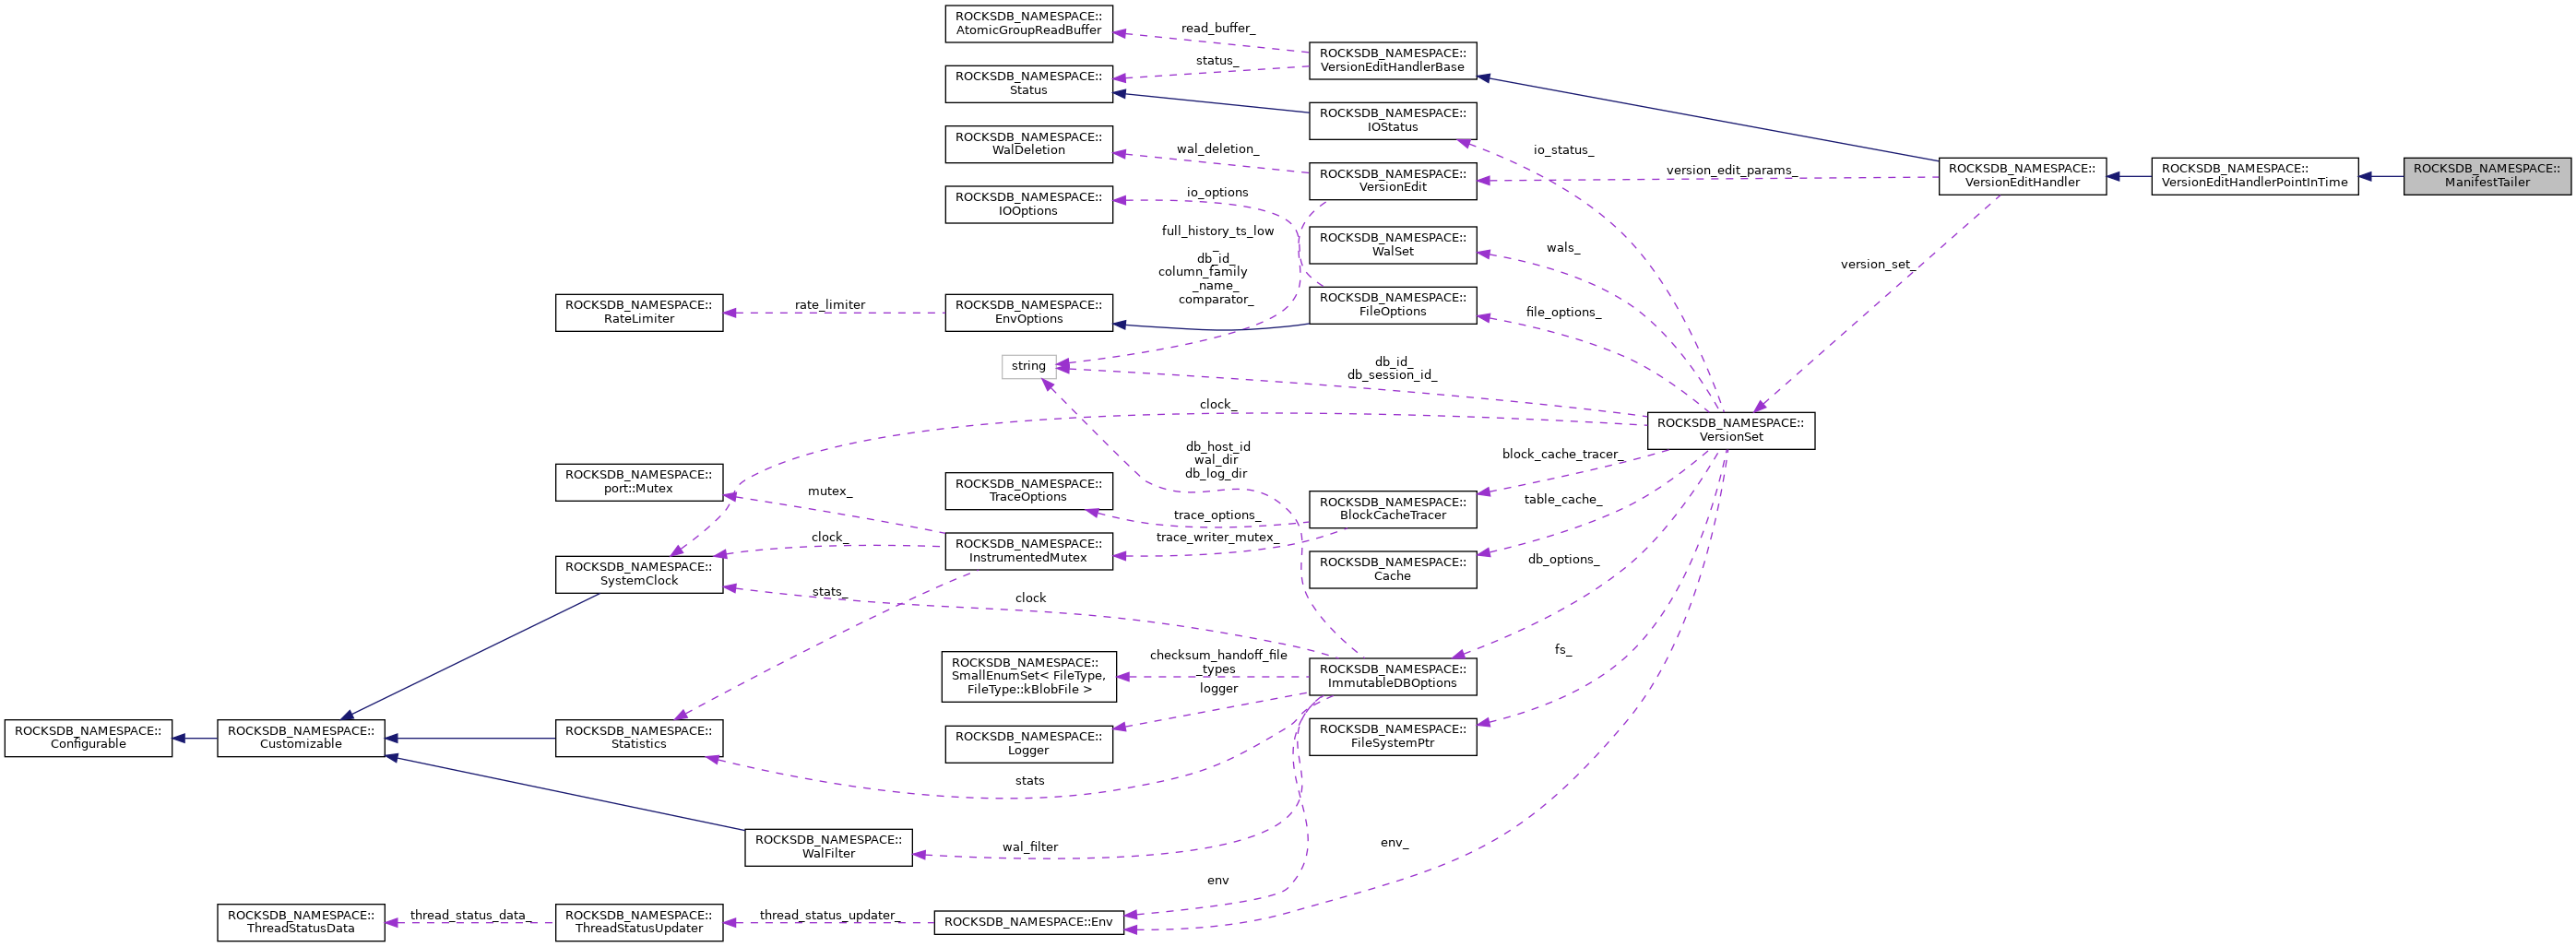 ROCKSDB_NAMESPACE::
AtomicGroupReadBuffer
read_buffer_
ROCKSDB_NAMESPACE::
VersionEditHandlerBase
status_
ROCKSDB_NAMESPACE::
Status
ROCKSDB_NAMESPACE::
IOStatus
ROCKSDB_NAMESPACE::
WalDeletion
wal_deletion_
io_status_
ROCKSDB_NAMESPACE::
VersionEdit
version_edit_params_
ROCKSDB_NAMESPACE::
VersionEditHandler
ROCKSDB_NAMESPACE::
VersionEditHandlerPointInTime
ROCKSDB_NAMESPACE::
ManifestTailer
ROCKSDB_NAMESPACE::
IOOptions
io_options
full_history_ts_low
_
db_id_
column_family
_name_
comparator_
ROCKSDB_NAMESPACE::
WalSet
wals_
version_set_
ROCKSDB_NAMESPACE::
RateLimiter
rate_limiter
ROCKSDB_NAMESPACE::
EnvOptions
ROCKSDB_NAMESPACE::
FileOptions
file_options_
string
db_id_
db_session_id_
clock_
ROCKSDB_NAMESPACE::
VersionSet
db_host_id
wal_dir
db_log_dir
block_cache_tracer_
ROCKSDB_NAMESPACE::
port::Mutex
mutex_
ROCKSDB_NAMESPACE::
TraceOptions
trace_options_
ROCKSDB_NAMESPACE::
BlockCacheTracer
table_cache_
clock_
ROCKSDB_NAMESPACE::
InstrumentedMutex
trace_writer_mutex_
ROCKSDB_NAMESPACE::
Cache
db_options_
ROCKSDB_NAMESPACE::
SystemClock
stats_
clock
ROCKSDB_NAMESPACE::
SmallEnumSet< FileType,
FileType::kBlobFile >
checksum_handoff_file
_types
logger
ROCKSDB_NAMESPACE::
ImmutableDBOptions
fs_
ROCKSDB_NAMESPACE::
Configurable
ROCKSDB_NAMESPACE::
Customizable
ROCKSDB_NAMESPACE::
Statistics
ROCKSDB_NAMESPACE::
Logger
ROCKSDB_NAMESPACE::
FileSystemPtr
stats
ROCKSDB_NAMESPACE::
WalFilter
wal_filter
env_
env
ROCKSDB_NAMESPACE::
ThreadStatusData
thread_status_data_
ROCKSDB_NAMESPACE::
ThreadStatusUpdater
thread_status_updater_
ROCKSDB_NAMESPACE::Env